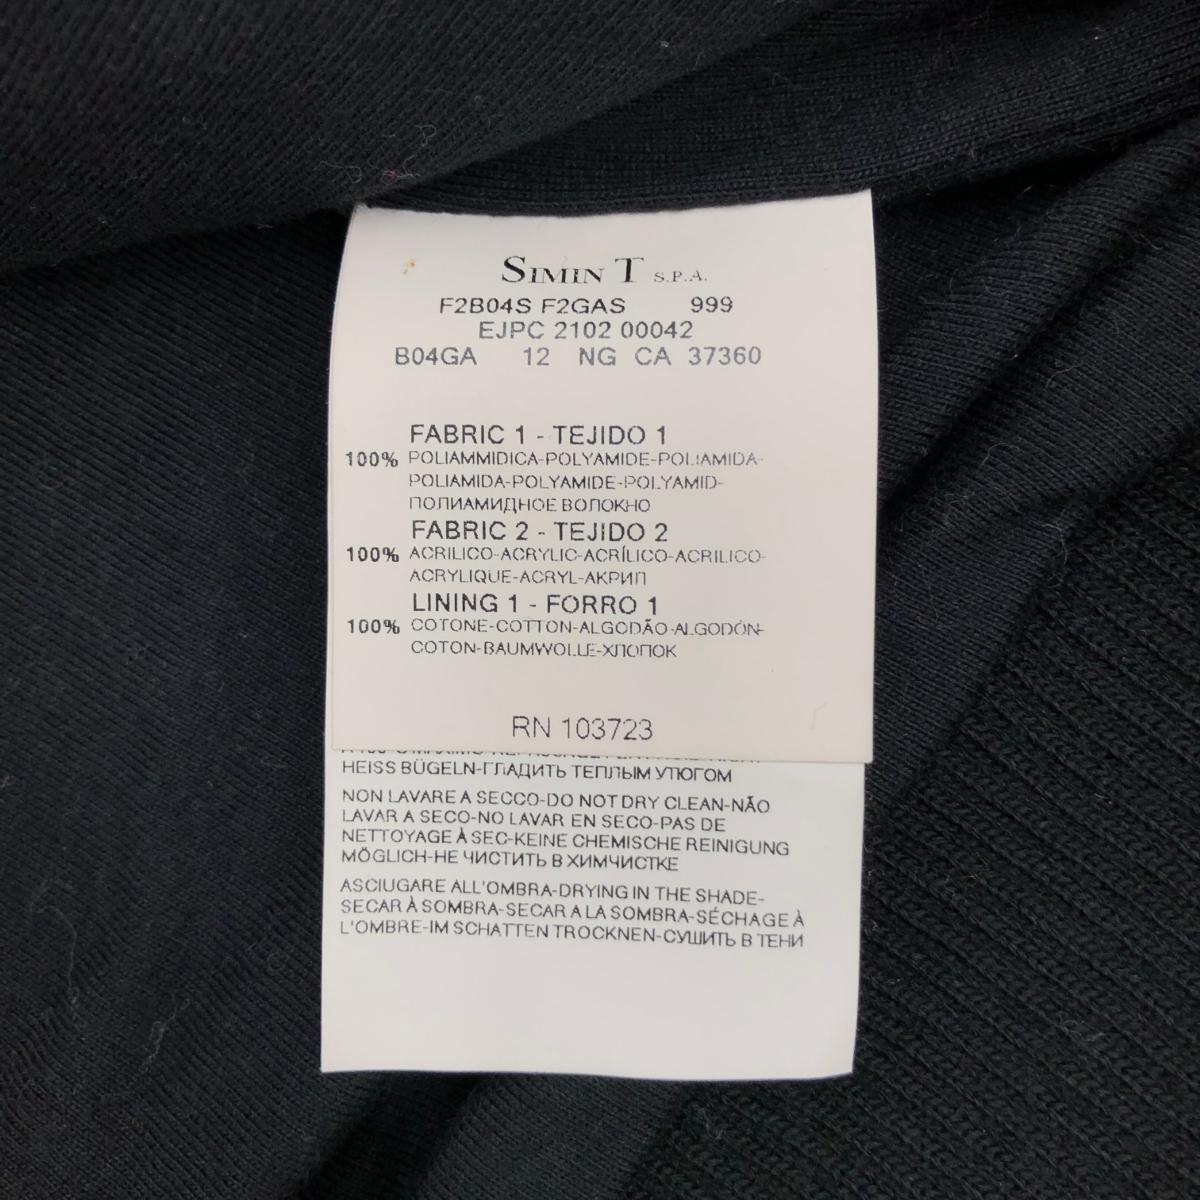 SIMIN T S.P.A.
F2B04S F2GAS 999
EJPC 2102 00042
B04GA 12 NG CA 37360
FABRIC 1 - TEJIDO 1
100% POLIAMMIDICA-POLYAMIDE-POLIAMIDA-
POLIAMIDA-POLYAMIDE-POLYAMID-
ПОЛИАМИДНОЕ ВОЛОКНО
FABRIC 2 - TEJIDO 2
100% ACRILICO-ACRYLIC-ACRÍLICO-ACRILICO-
ACRYLIQUE-ACRYL-АКРИЛ
LINING 1 - FORRO 1
100% COTONE-COTTON-ALGODÃO-ALGODÓN-
COTON-BAUMWOLLE-ХЛОПОК
RN 103723
HEISS BÜGELN-ГЛАДИТЬ ТЕПЛЫМ УТЮГОМ
NON LAVARE A SECCO-DO NOT DRY CLEAN-NÃO
LAVAR A SECO-NO LAVAR EN SECO-PAS DE
NETTOYAGE À SEC-KEINE CHEMISCHE REINIGUNG
MÖGLICH-НЕ ЧИСТИТЬ В ХИМЧИСТКЕ
ASCIUGARE ALL'OMBRA-DRYING IN THE SHADE-
SECAR À SOMBRA-SECAR A LA SOMBRA-SÉCHAGE À
L'OMBRE-IM SCHATTEN TROCKNEN-СУШИТЬ В ТЕНИ